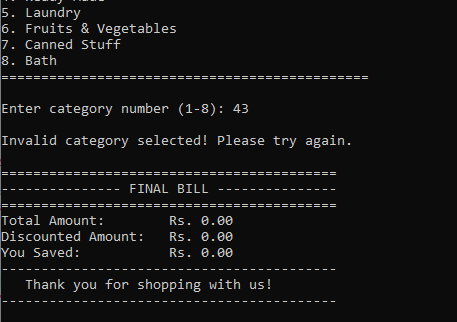 5. Laundry
6. Fruits & Vegetables
7. Canned Stuff
8. Bath
==============================================
Enter category number (1-8): 43
Invalid category selected! Please try again.
==========================================
--------------- FINAL BILL ---------------
==========================================
Total Amount:        Rs. 0.00
Discounted Amount:   Rs. 0.00
You Saved:           Rs. 0.00
------------------------------------------
   Thank you for shopping with us!
------------------------------------------